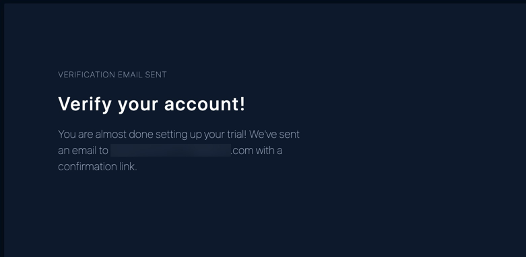 VERIFICATION EMAIL SENT
Verify your account!
You are almost done setting up your trial! We've sent
an email to .com with a
confirmation link.